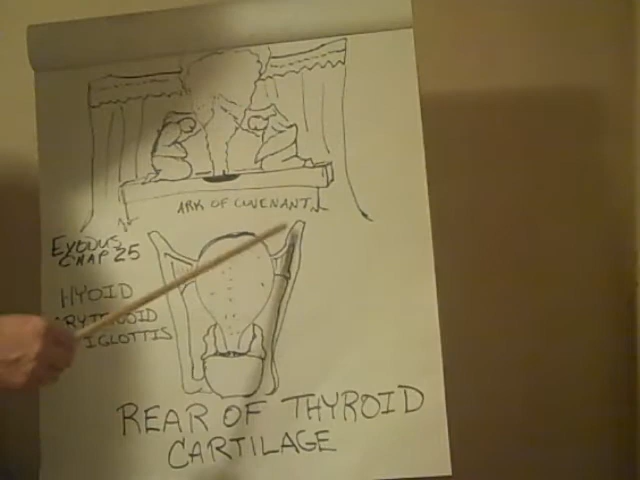 ARK OF COVENANT
EXODUS
CHAP 25
HYOID
REAR OF THYROID
CARTILAGE